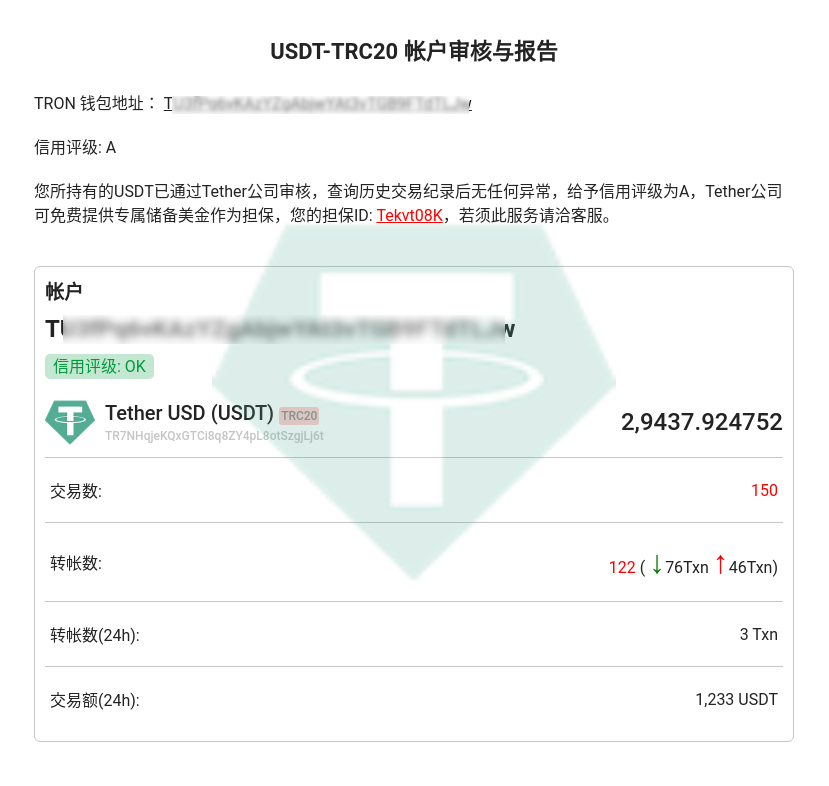 USDT-TRC20 帐户审核与报告
TRON 钱包地址：
信用评级: A
您所持有的USDT已通过Tether公司审核，查询历史交易纪录后无任何异常，给予信用评级为A，Tether公司
可免费提供专属储备美金作为担保，您的担保ID: Tekvt08K，若须此服务请洽客服。
帐户
信用评级: OK
Tether USD (USDT) TRC20
TR7NHqjeKQxGTCi8q8ZY4pL8otSzgjLj6t
2,9437.924752
交易数: 150
转帐数: 122 ( ↓76Txn ↑46Txn)
转帐数(24h): 3 Txn
交易额(24h): 1,233 USDT